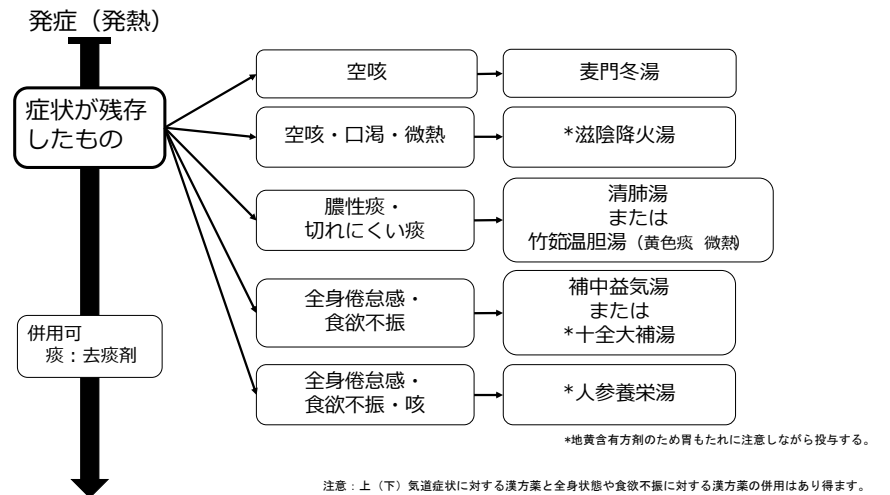 発症（発熱）
症状が残存
したもの
空咳
麦門冬湯
空咳・口渇・微熱
*滋陰降火湯
膿性痰・
切れにくい痰
清肺湯
または
竹筎温胆湯（黄色痰 微熱）
全身倦怠感・
食欲不振
補中益気湯
または
*十全大補湯
併用可
痰：去痰剤
全身倦怠感・
食欲不振・咳
*人参養栄湯
*地黄含有方剤のため胃もたれに注意しながら投与する。
注意：上（下）気道症状に対する漢方薬と全身状態や食欲不振に対する漢方薬の併用はあり得ます。